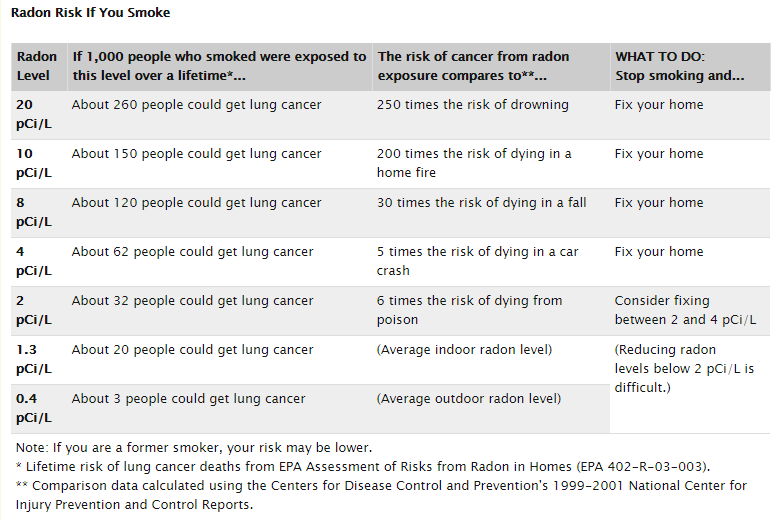 Radon Risk If You Smoke
Radon Level | If 1,000 people who smoked were exposed to this level over a lifetime*... | The risk of cancer from radon exposure compares to**... | WHAT TO DO: Stop smoking and...
20 pCi/L | About 260 people could get lung cancer | 250 times the risk of drowning | Fix your home
10 pCi/L | About 150 people could get lung cancer | 200 times the risk of dying in a home fire | Fix your home
8 pCi/L | About 120 people could get lung cancer | 30 times the risk of dying in a fall | Fix your home
4 pCi/L | About 62 people could get lung cancer | 5 times the risk of dying in a car crash | Fix your home
2 pCi/L | About 32 people could get lung cancer | 6 times the risk of dying from poison | Consider fixing between 2 and 4 pCi/L
1.3 pCi/L | About 20 people could get lung cancer | (Average indoor radon level) | (Reducing radon levels below 2 pCi/L is difficult.)
0.4 pCi/L | About 3 people could get lung cancer | (Average outdoor radon level)
Note: If you are a former smoker, your risk may be lower.
* Lifetime risk of lung cancer deaths from EPA Assessment of Risks from Radon in Homes (EPA 402-R-03-003).
** Comparison data calculated using the Centers for Disease Control and Prevention's 1999-2001 National Center for
Injury Prevention and Control Reports.